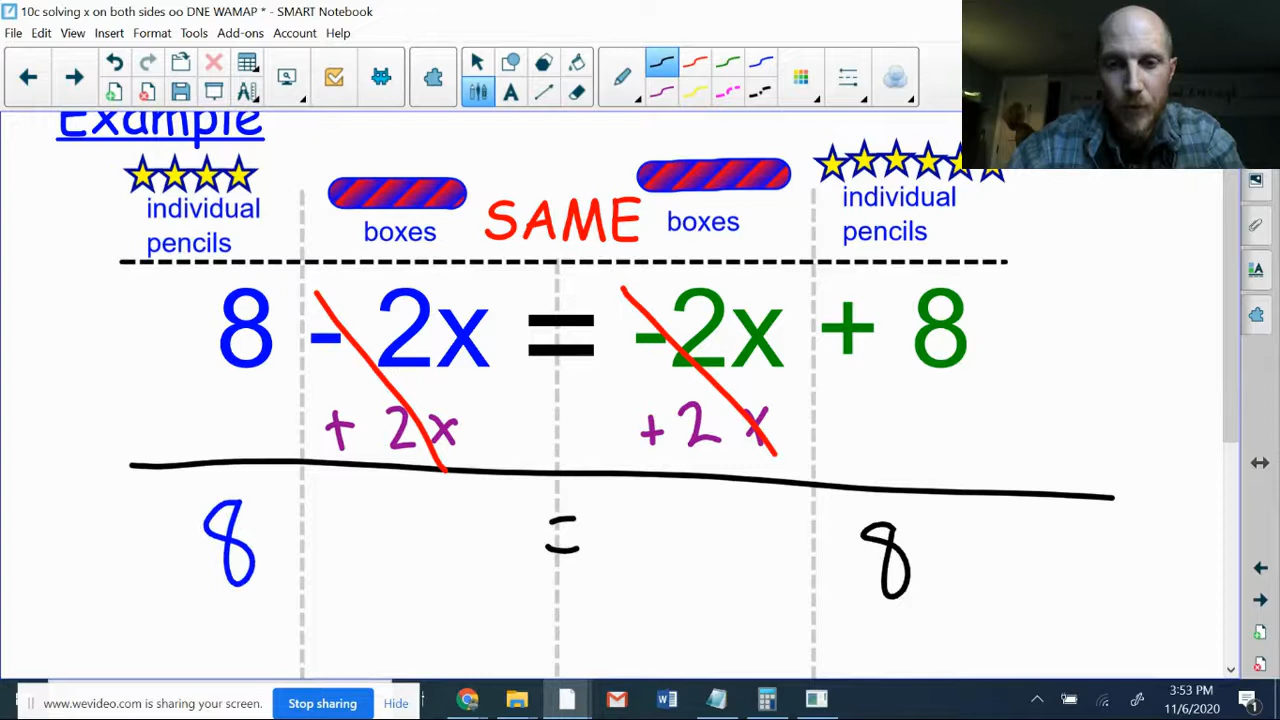 10c solving x on both sides oo DNE WAMAP * - SMART Notebook
File Edit View Insert Format Tools Add-ons Account Help
Example
individual
pencils
boxes
SAME
boxes
individual
pencils
8 - 2x = -2x + 8
+ 2x +2x
8 = 8
www.wevideo.com is sharing your screen.
Stop sharing
Hide
3:53 PM
11/6/2020
1